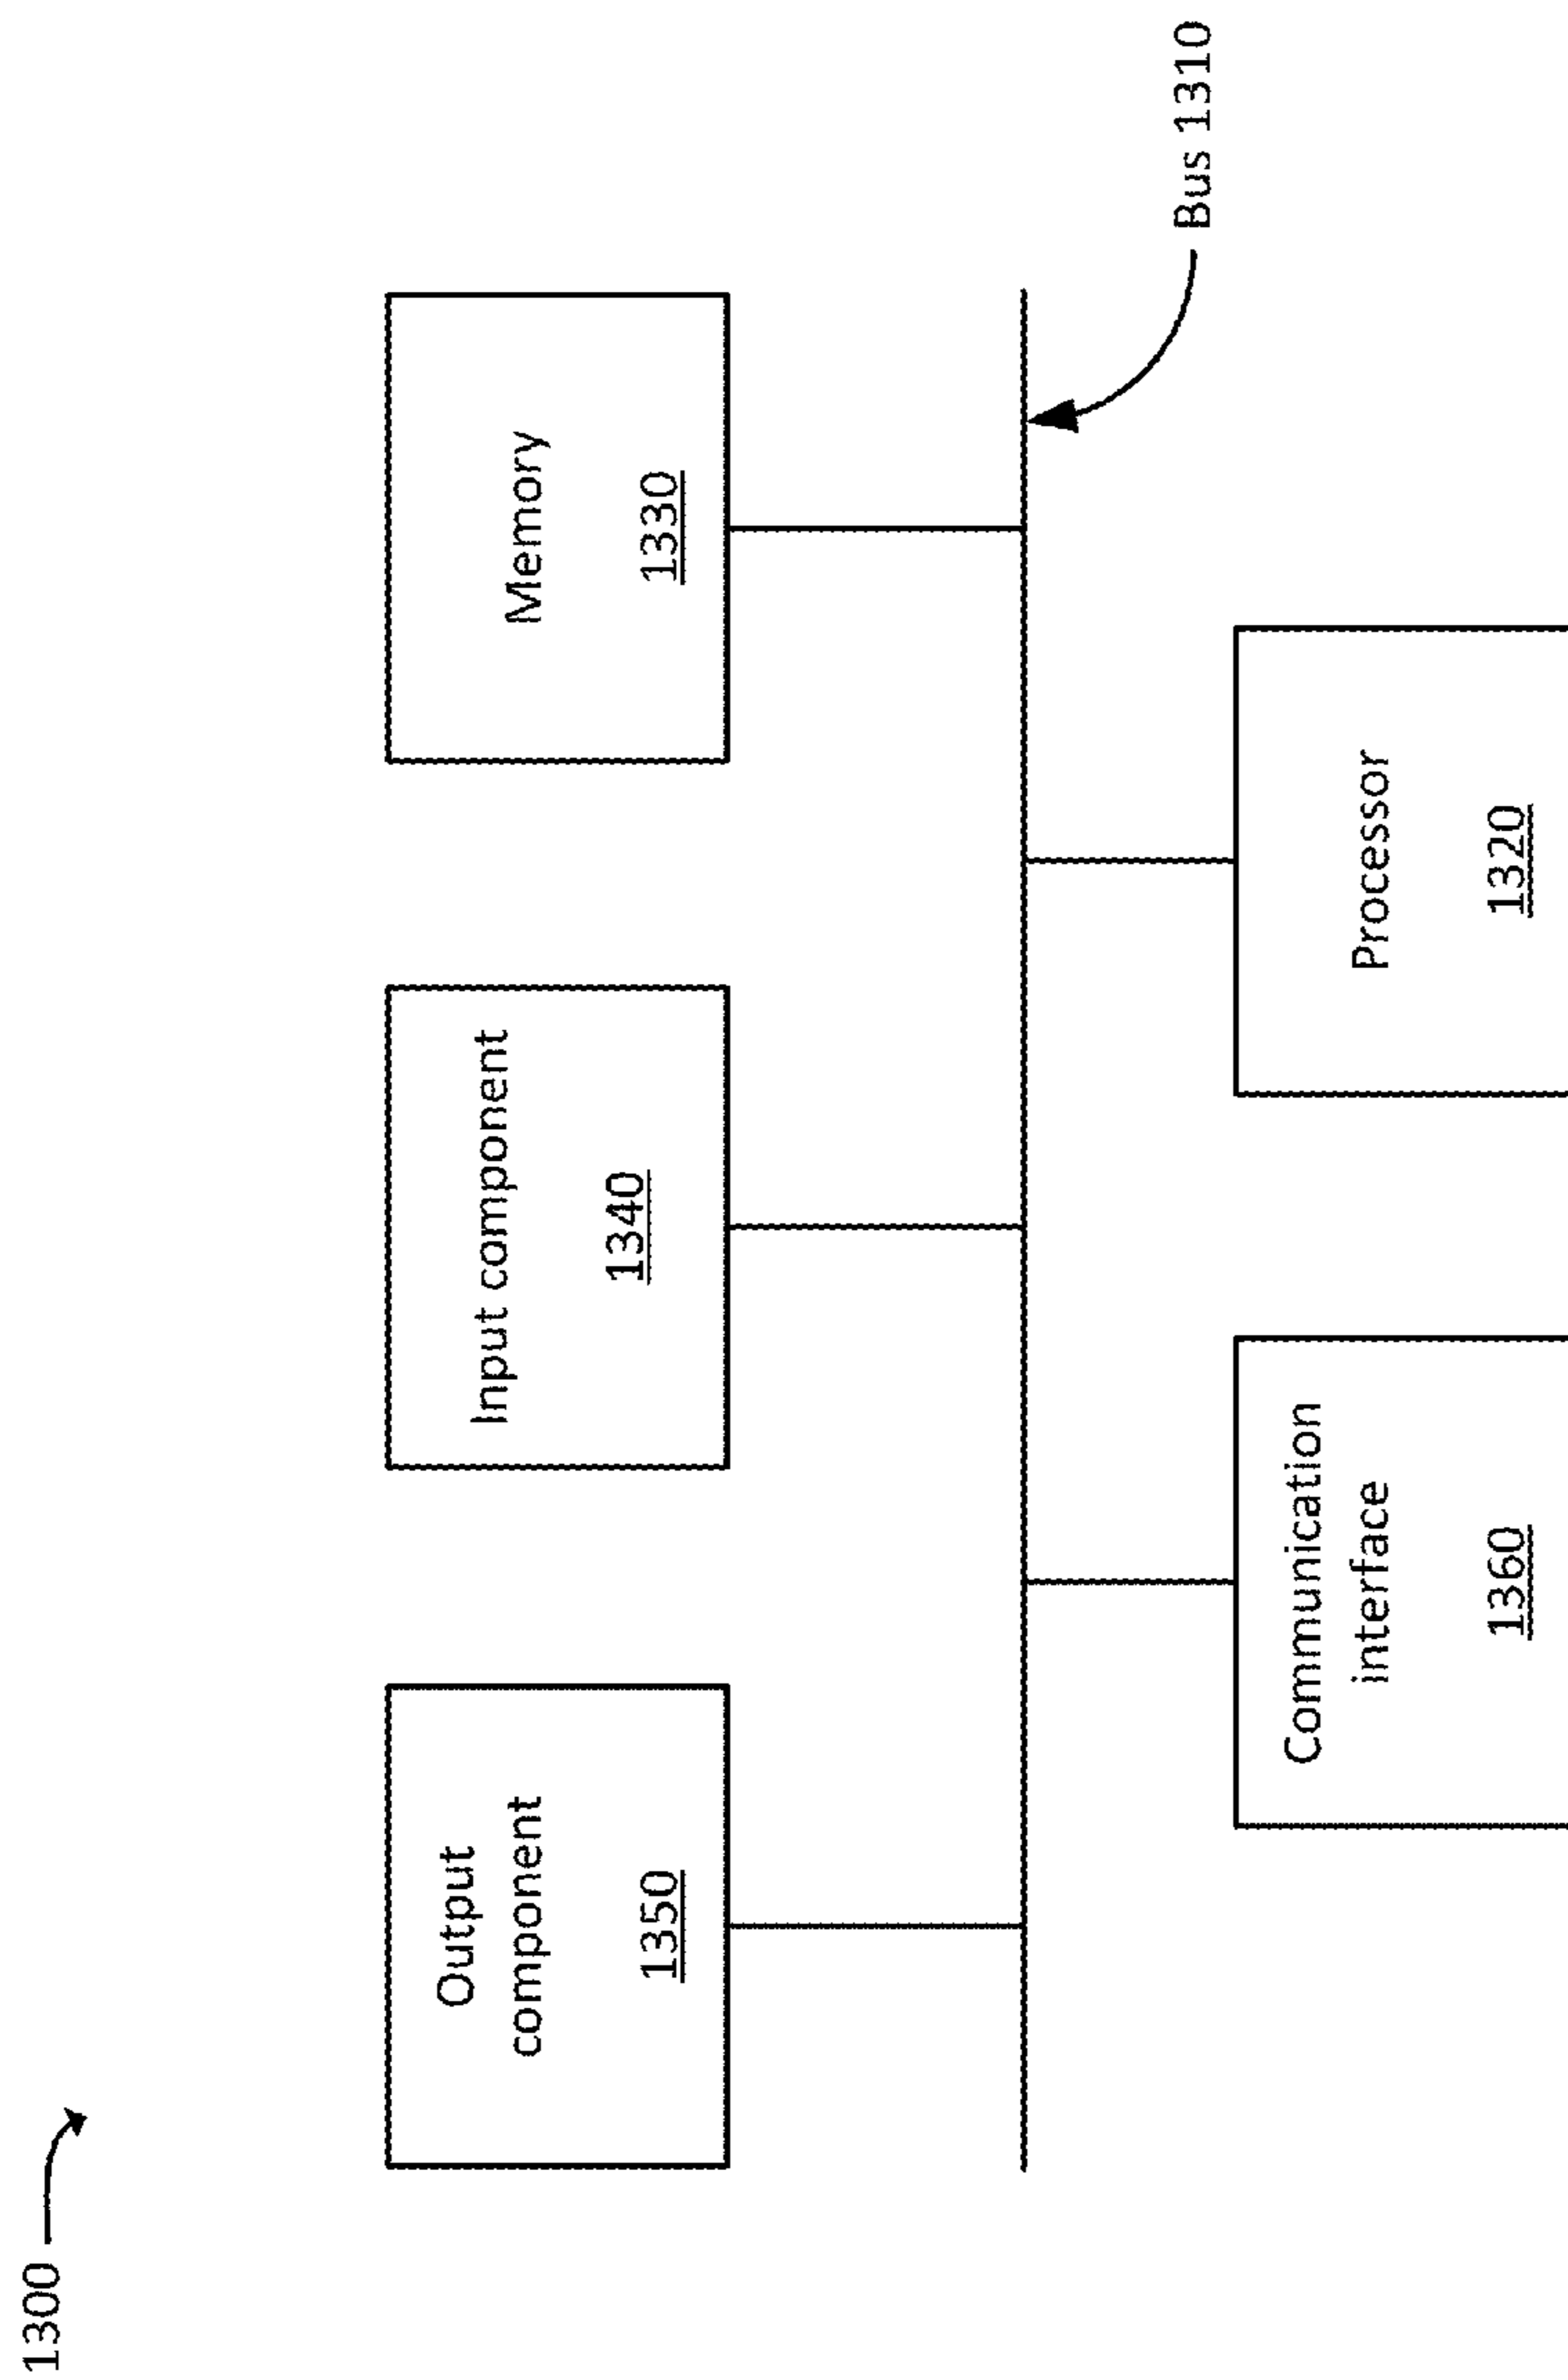 1300
Output
component
1350
Input component
1340
Memory
1330
Bus 1310
Communication
interface
1360
Processor
1320